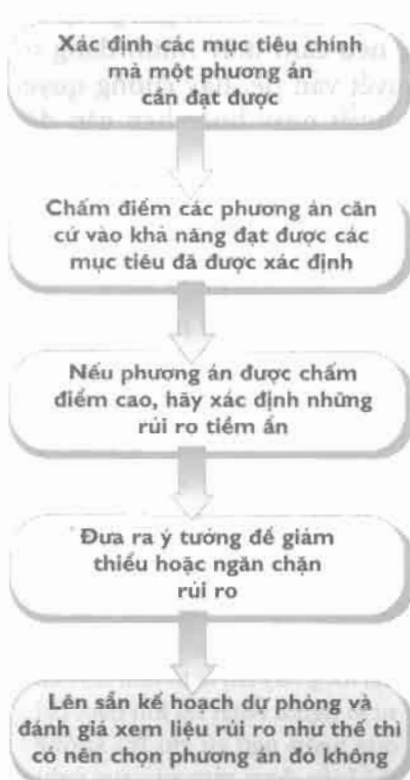 Xác định các mục tiêu chính
mà một phương án
cần đạt được
Chấm điểm các phương án căn
cứ vào khả năng đạt được các
mục tiêu đã được xác định
Nếu phương án được chấm
điểm cao, hãy xác định những
rủi ro tiềm ẩn
Đưa ra ý tưởng để giảm
thiểu hoặc ngăn chặn
rủi ro
Lên sẵn kế hoạch dự phòng và
đánh giá xem liệu rủi ro như thế thì
có nên chọn phương án đó không